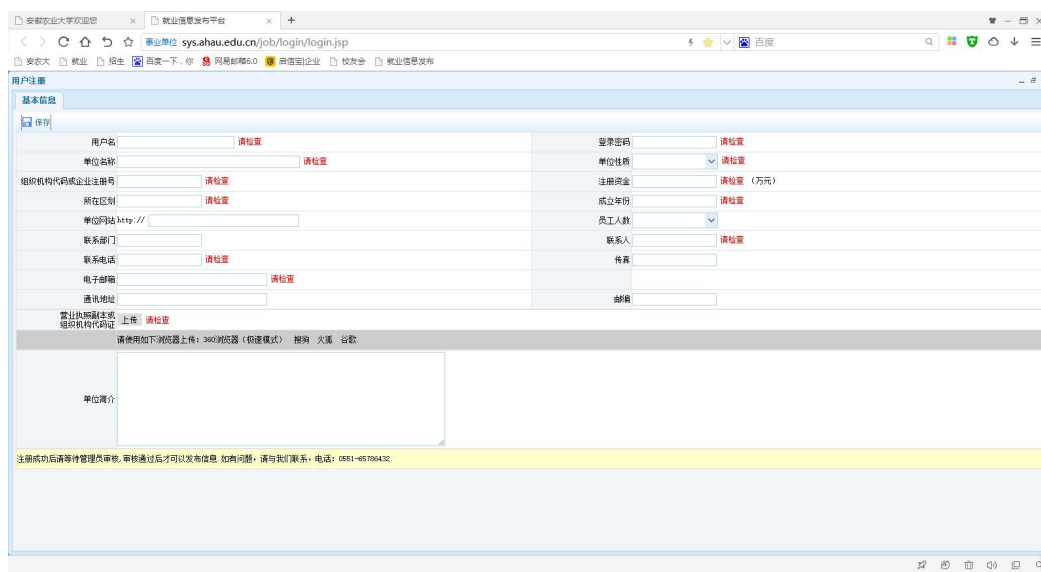 安徽农业大学欢迎您 × 就业信息发布平台 × +
事业单位 sys.ahau.edu.cn/job/login/login.jsp 百度
安农大 就业 招生 百度一下，你 网易邮箱6.0 启信宝|企业 校友会 就业信息发布
用户注册
基本信息
保存
用户名 请检查 登录密码 请检查
单位名称 请检查 单位性质 请检查
组织机构代码或企业注册号 请检查 注册资金 请检查 （万元）
所在区划 请检查 成立年份 请检查
单位网站 http:// 员工人数
联系部门 联系人 请检查
联系电话 请检查 传真
电子邮箱 请检查
通讯地址 邮编
营业执照副本或
组织机构代码证 上传 请检查
请使用如下浏览器上传：360浏览器（极速模式） 搜狗 火狐 谷歌.
单位简介
注册成功后请等待管理员审核,审核通过后才可以发布信息.如有问题，请与我们联系，电话：0551-65786432.